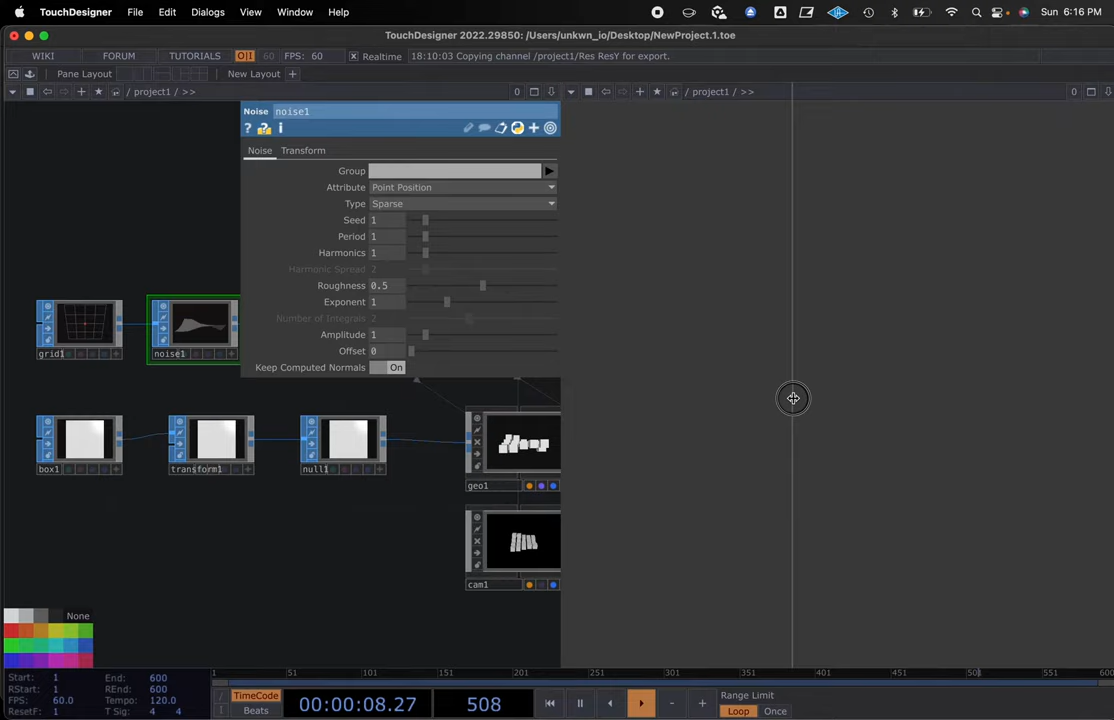 TouchDesigner File Edit Dialogs View Window Help Sun 6:16 PM
TouchDesigner 2022.29850: /Users/unkwn_io/Desktop/NewProject.1.toe
WIKI FORUM TUTORIALS O|I 60 FPS: 60 Realtime 18:10:03 Copying channel /project1/Res ResY for export.
Pane Layout New Layout +
/ project1 / >> 0 / project1 / >> 0
Noise noise1
? ? i
Noise Transform
Group
Attribute Point Position
Type Sparse
Seed 1
Period 1
Harmonics 1
Harmonic Spread 2
Roughness 0.5
Exponent 1
Number of Integrals 2
Amplitude 1
Offset 0
Keep Computed Normals On
grid1 noise1
box1 transform1 null1
geo1
cam1
None
1 51 101 151 201 251 301 351 401 451 501 551 600
Start: 1 End: 600
RStart: 1 REnd: 600
FPS: 60.0 Tempo: 120.0
ResetF: 1 T Sig: 4 4
TimeCode
Beats
00:00:08.27 508
- +
Range Limit
Loop Once